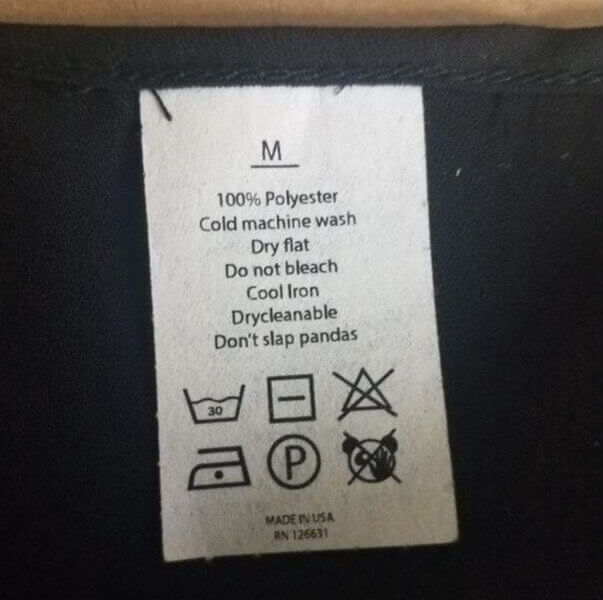 M
100% Polyester
Cold machine wash
Dry flat
Do not bleach
Cool Iron
Drycleanable
Don't slap pandas
30
P
MADE IN USA
RN 126631